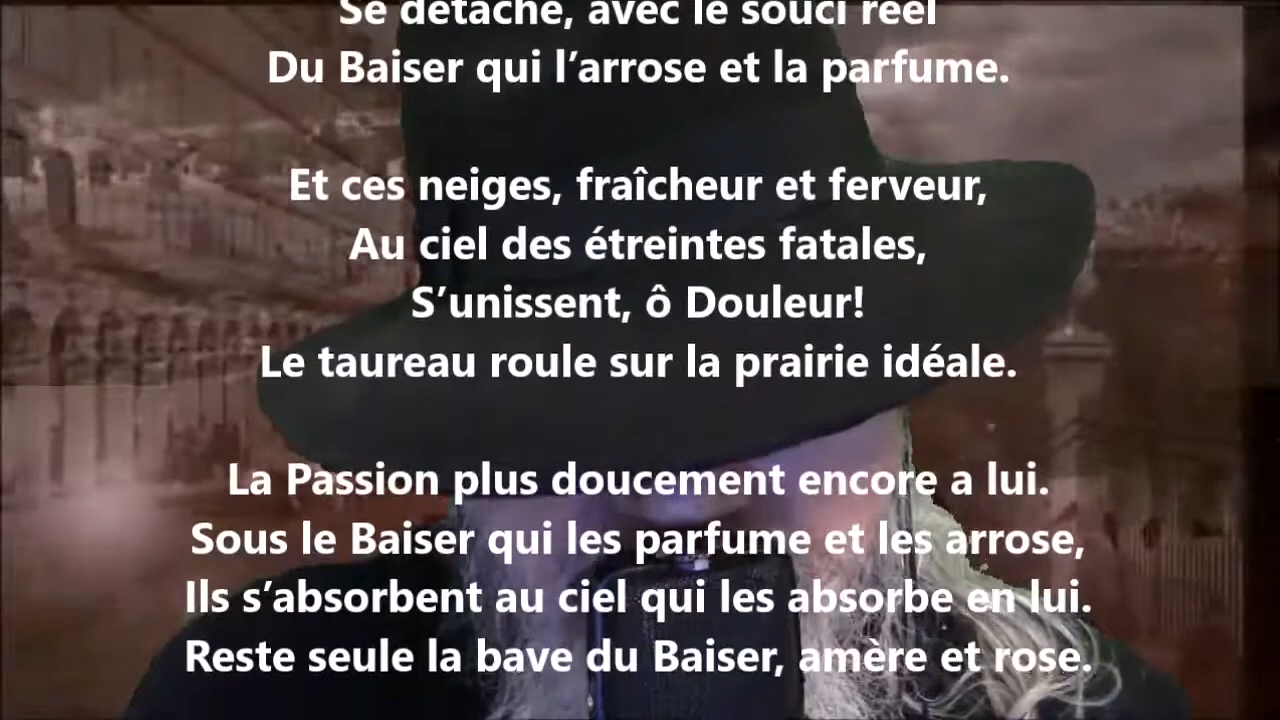 Se détache, avec le souci réel
Du Baiser qui l’arrose et la parfume.
Et ces neiges, fraîcheur et ferveur,
Au ciel des étreintes fatales,
S’unissent, ô Douleur!
Le taureau roule sur la prairie idéale.
La Passion plus doucement encore a lui.
Sous le Baiser qui les parfume et les arrose,
Ils s’absorbent au ciel qui les absorbe en lui.
Reste seule la bave du Baiser, amère et rose.